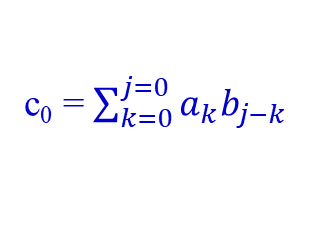 c₀ = ∑_{k=0}^{j=0} a_k b_{j−k}